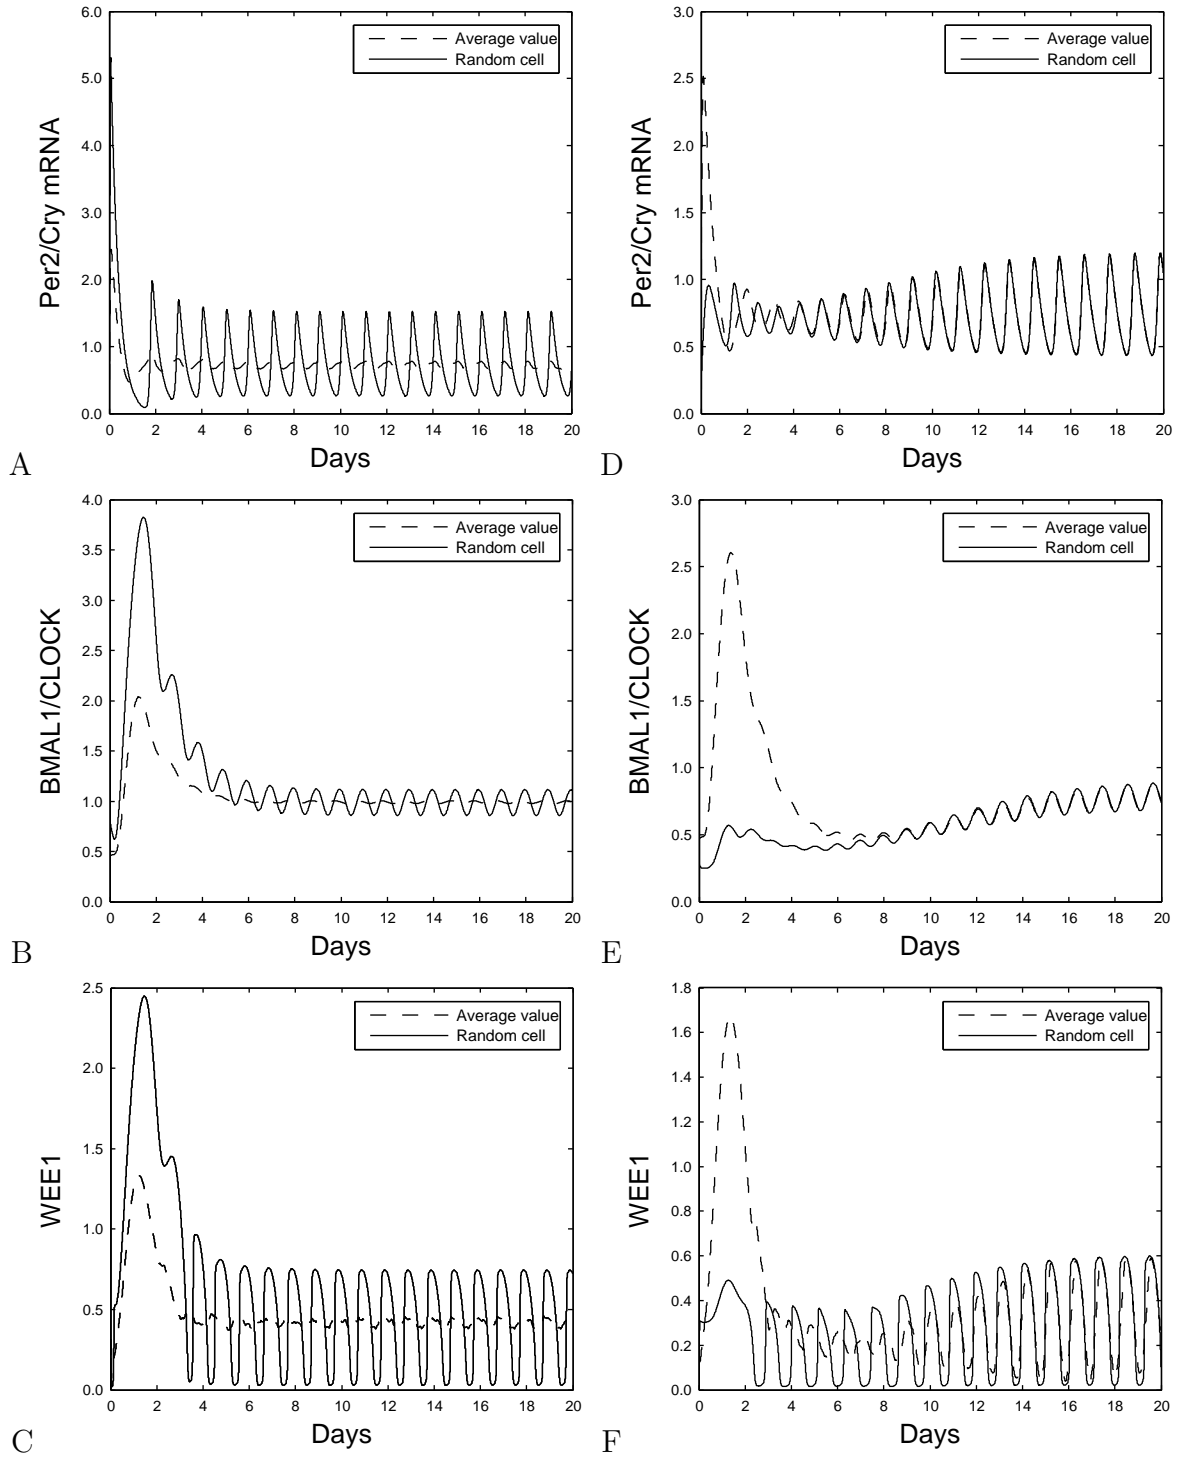 6.0
5.0
4.0
3.0
2.0
1.0
0.0
Per2/Cry mRNA
Average value
Random cell
0 2 4 6 8 10 12 14 16 18 20
Days
A
3.0
2.5
2.0
1.5
1.0
0.5
0.0
Per2/Cry mRNA
Average value
Random cell
0 2 4 6 8 10 12 14 16 18 20
Days
D
4.0
3.5
3.0
2.5
2.0
1.5
1.0
0.5
0.0
BMAL1/CLOCK
Average value
Random cell
0 2 4 6 8 10 12 14 16 18 20
Days
B
3.0
2.5
2.0
1.5
1.0
0.5
0.0
BMAL1/CLOCK
Average value
Random cell
0 2 4 6 8 10 12 14 16 18 20
Days
E
2.5
2.0
1.5
1.0
0.5
0.0
WEE1
Average value
Random cell
0 2 4 6 8 10 12 14 16 18 20
Days
C
1.8
1.6
1.4
1.2
1.0
0.8
0.6
0.4
0.2
0.0
WEE1
Average value
Random cell
0 2 4 6 8 10 12 14 16 18 20
Days
F